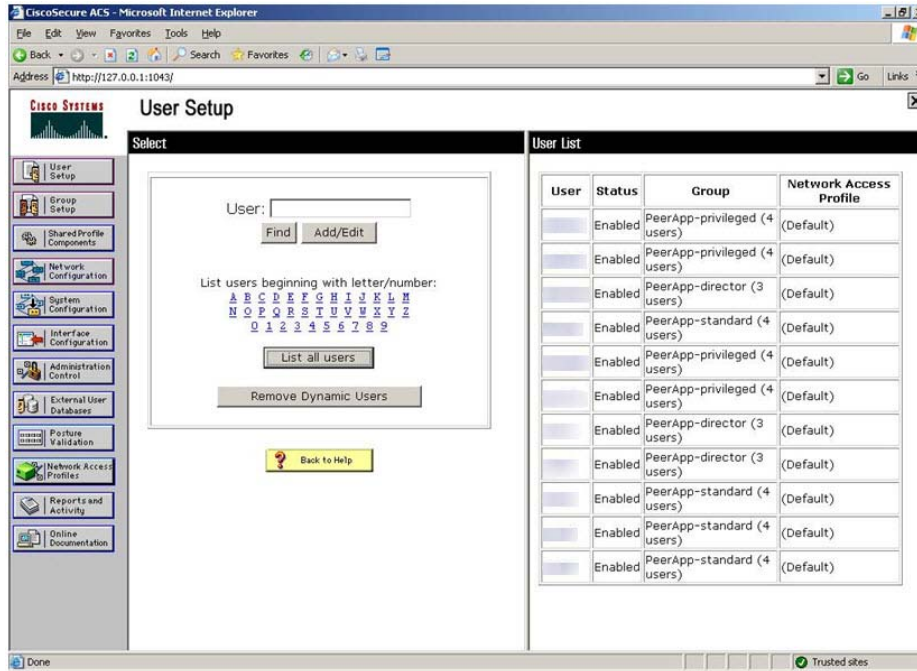 CiscoSecure ACS - Microsoft Internet Explorer
File Edit View Favorites Tools Help
Back Search Favorites
Address http://127.0.0.1:1043/ Go Links
CISCO SYSTEMS
User Setup
Select
User Setup
Group Setup
Shared Profile Components
Network Configuration
System Configuration
Interface Configuration
Administration Control
External User Databases
Posture Validation
Network Access Profiles
Reports and Activity
Online Documentation
User:
Find Add/Edit
List users beginning with letter/number:
A B C D E F G H I J K L M
N O P Q R S T U V W X Y Z
0 1 2 3 4 5 6 7 8 9
List all users
Remove Dynamic Users
Back to Help
User List
User Status Group Network Access Profile
Enabled PeerApp-privileged (4 users) (Default)
Enabled PeerApp-privileged (4 users) (Default)
Enabled PeerApp-director (3 users) (Default)
Enabled PeerApp-standard (4 users) (Default)
Enabled PeerApp-privileged (4 users) (Default)
Enabled PeerApp-privileged (4 users) (Default)
Enabled PeerApp-director (3 users) (Default)
Enabled PeerApp-director (3 users) (Default)
Enabled PeerApp-standard (4 users) (Default)
Enabled PeerApp-standard (4 users) (Default)
Enabled PeerApp-standard (4 users) (Default)
Done Trusted sites